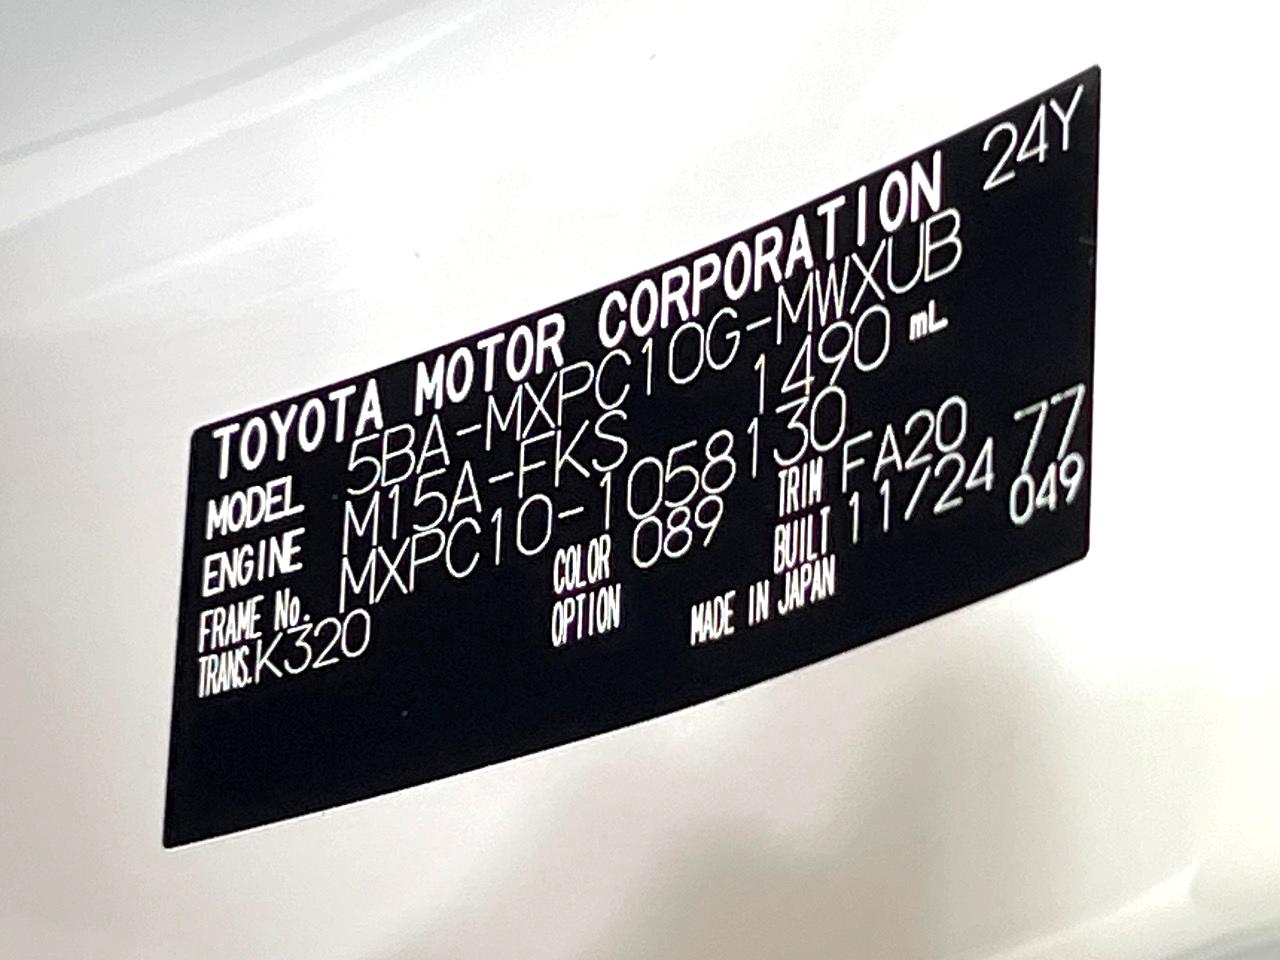 TOYOTA MOTOR CORPORATION 24Y
MODEL 5BA-MXPC10G-MWXUB
ENGINE M15A-FKS 1490 mL
FRAME No. MXPC10-1058130
TRANS. K320 COLOR 089 TRIM FA20 77
OPTION BUILT 11/24 049
MADE IN JAPAN